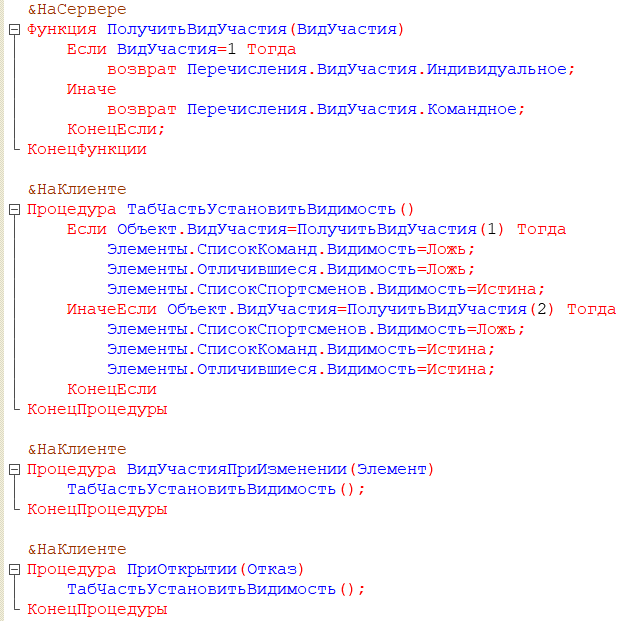 &НаСервере
Функция ПолучитьВидУчастия(ВидУчастия)
Если ВидУчастия=1 Тогда
возврат Перечисления.ВидУчастия.Индивидуальное;
Иначе
возврат Перечисления.ВидУчастия.Командное;
КонецЕсли;
КонецФункции
&НаКлиенте
Процедура ТабЧастьУстановитьВидимость()
Если Объект.ВидУчастия=ПолучитьВидУчастия(1) Тогда
Элементы.СписокКоманд.Видимость=Ложь;
Элементы.Отличившиеся.Видимость=Ложь;
Элементы.СписокСпортсменов.Видимость=Истина;
ИначеЕсли Объект.ВидУчастия=ПолучитьВидУчастия(2) Тогда
Элементы.СписокСпортсменов.Видимость=Ложь;
Элементы.СписокКоманд.Видимость=Истина;
Элементы.Отличившиеся.Видимость=Истина;
КонецЕсли
КонецПроцедуры
&НаКлиенте
Процедура ВидУчастияПриИзменении(Элемент)
ТабЧастьУстановитьВидимость();
КонецПроцедуры
&НаКлиенте
Процедура ПриОткрытии(Отказ)
ТабЧастьУстановитьВидимость();
КонецПроцедуры